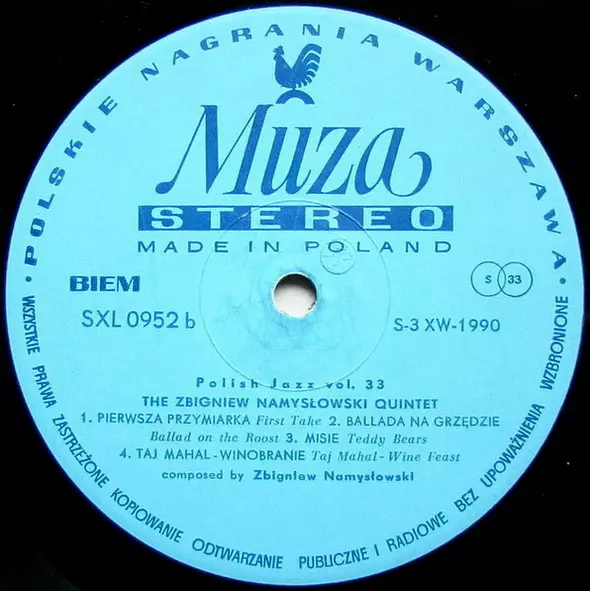 • POLSKIE NAGRANIA WARSZAWA •
Muza
STEREO
MADE IN POLAND
BIEM
S 33
SXL 0952 b
S-3 XW-1990
Polish Jazz vol. 33
THE ZBIGNIEW NAMYSŁOWSKI QUINTET
1. PIERWSZA PRZYMIARKA First Take 2. BALLADA NA GRZĘDZIE
Ballad on the Roost 3. MISIE Teddy Bears
4. TAJ MAHAL - WINOBRANIE Taj Mahal - Wine Feast
composed by Zbigniew Namysłowski
WSZYSTKIE PRAWA ZASTRZEŻONE KOPIOWANIE ODTWARZANIE PUBLICZNE I RADIOWE BEZ UPOWAŻNIENIA WZBRONIONE